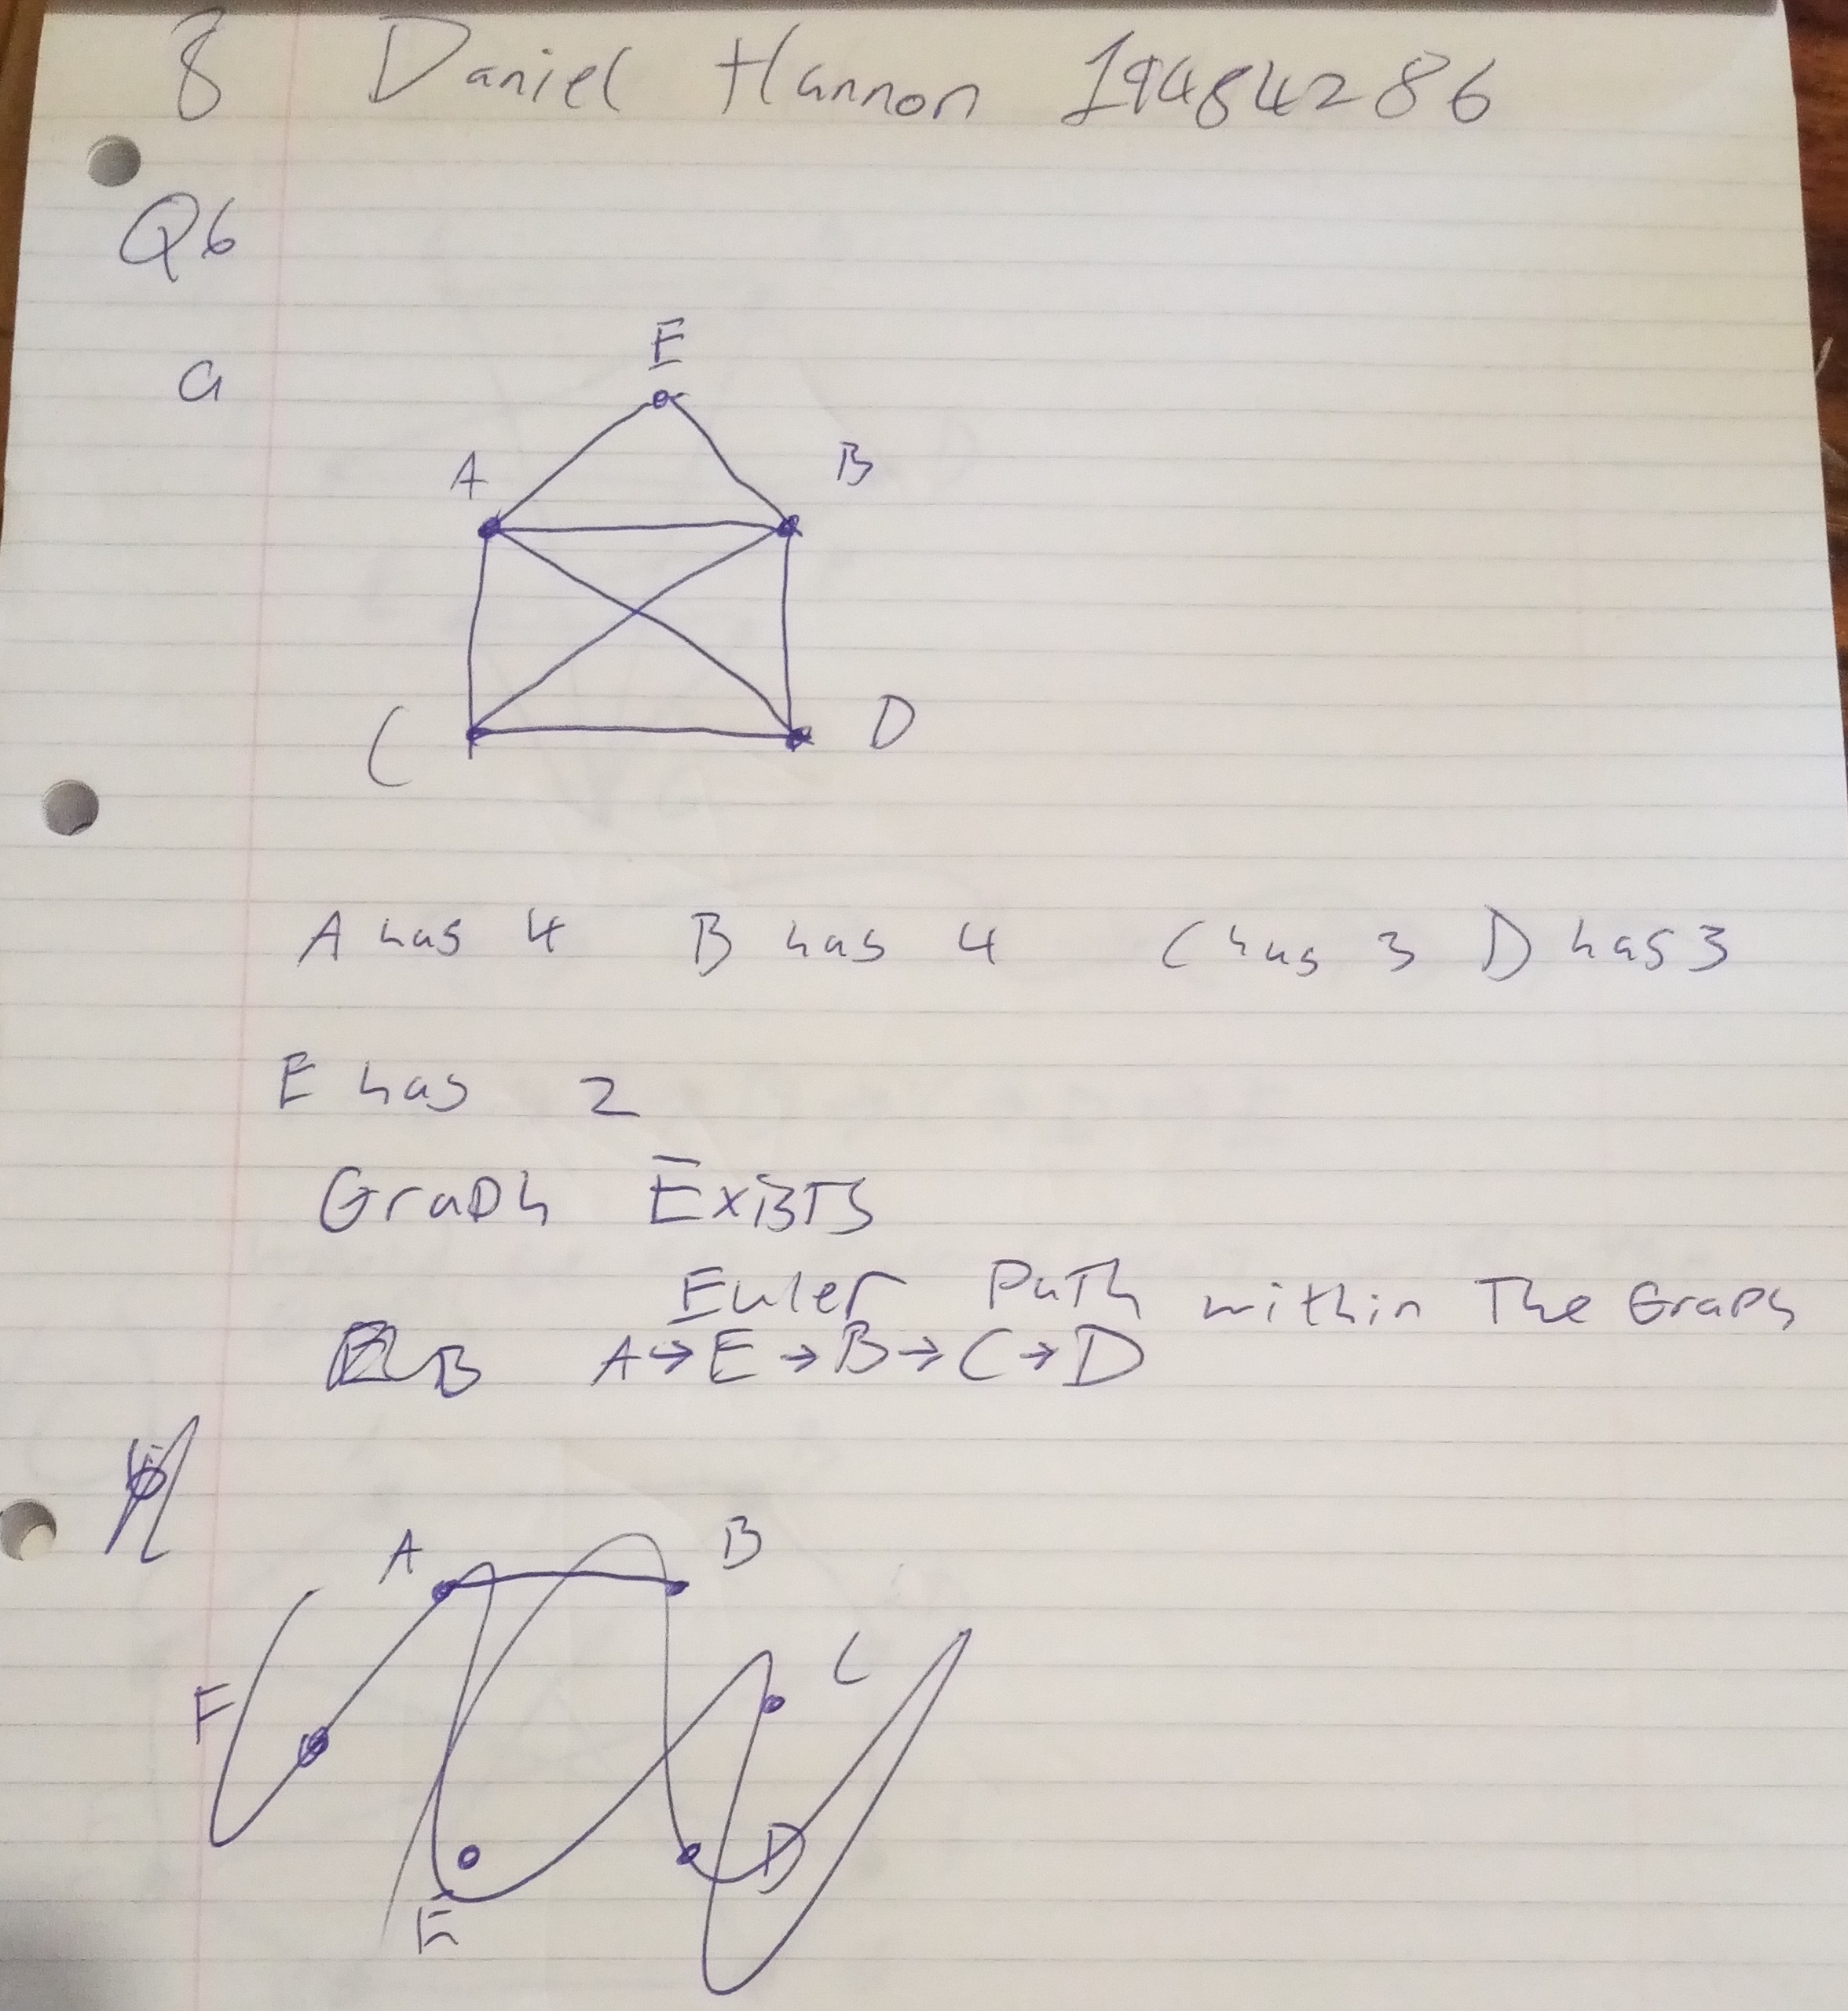 8 Daniel Hannon 19484286
Q6
a
E
A B
C D
A has 4 B has 4 C has 3 D has 3
E has 2
Graph Exists
Euler Path within The Graph
B A→E→B→C→D
A B
C
F
D
E